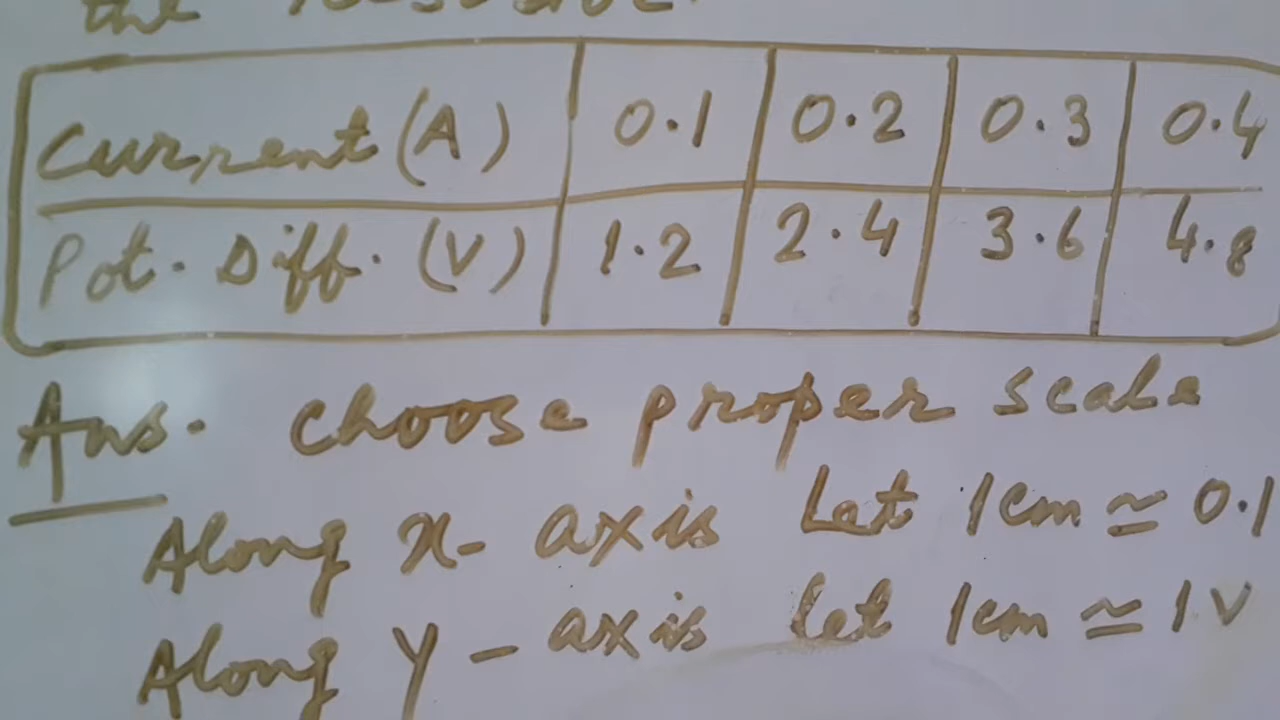 the
Current (A) 0.1 0.2 0.3 0.4
Pot. Diff. (V) 1.2 2.4 3.6 4.8
Ans. choose proper scale
Along x-axis Let 1cm ≃ 0.1
Along Y-axis let 1cm ≃ 1V